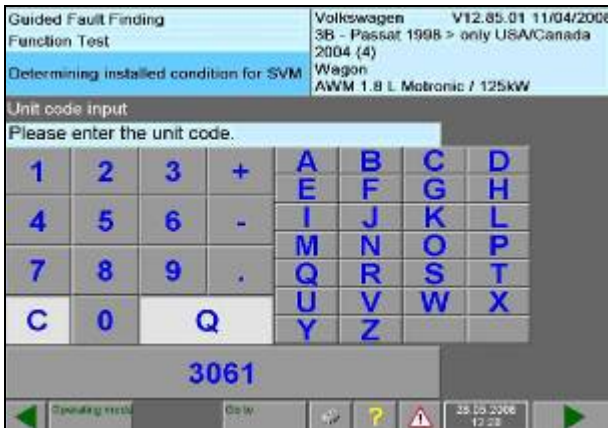 Guided Fault Finding
Function Test
Determining installed condition for SVM
Volkswagen V12.85.01 11/04/2008
3B - Passat 1998 > only USA/Canada
2004 (4)
Wagon
AWM 1.8 L Motronic / 125kW
Unit code input
Please enter the unit code.
1 2 3 +
4 5 6 -
7 8 9 .
C 0 Q
A B C D
E F G H
I J K L
M N O P
Q R S T
U V W X
Y Z
3061
Operating mode Go to ? 28.05.2008
12:28